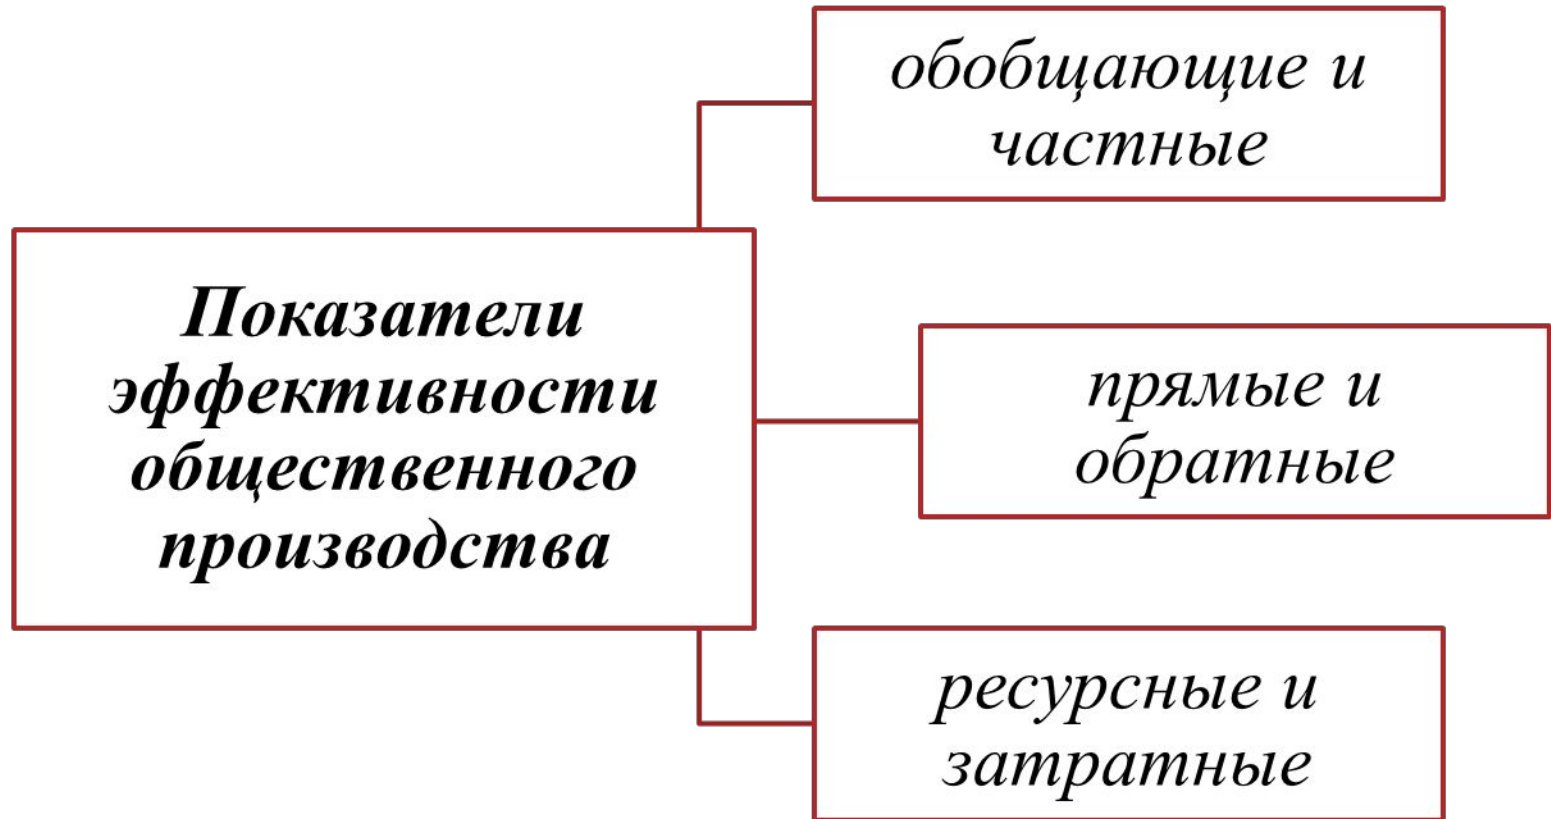 обобщающие и
частные
Показатели
эффективности
общественного
производства
прямые и
обратные
ресурсные и
затратные